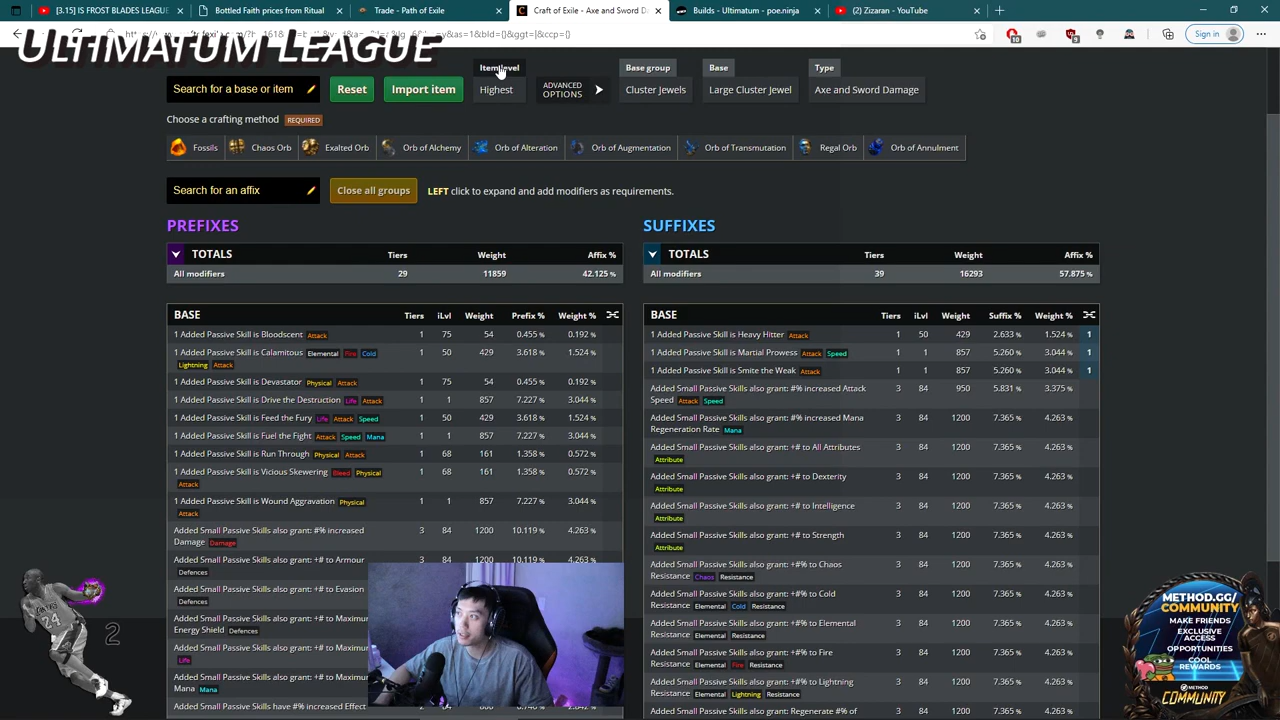 1). IS FROST BLADES LEAGUE
Bottled Faith prices from Ritual
Trade - Path of Exile
Craft of Exile - Axe and Sword D
Builds - Ultimatum - poe.ninja
(2) Zizaran - YouTube
Sign in
ULTIMATUM LEAGUE
Item level
Base group
Base
Type
Search for a base or item
Reset
Import item
Highest
ADVANCED OPTIONS
Cluster Jewels
Large Cluster Jewel
Axe and Sword Damage
Choose a crafting method REQUIRED
Fossils Chaos Orb Exalted Orb Orb of Alchemy Orb of Alteration Orb of Augmentation Orb of Transmutation Regal Orb Orb of Annulment
Search for an affix
Close all groups
LEFT click to expand and add modifiers as requirements.
PREFIXES
TOTALS Tiers Weight Affix %
All modifiers 29 11859 42.125 %
BASE Tiers iLvl Weight Prefix % Weight %
1 Added Passive Skill is Bloodscent Attack 1 75 54 0.455 % 0.192 %
1 Added Passive Skill is Calamitous Elemental Fire Cold 1 50 429 3.618 % 1.524 %
Lightning Attack
1 Added Passive Skill is Devastator Physical Attack 1 75 54 0.455 % 0.192 %
1 Added Passive Skill is Drive the Destruction Life Attack 1 1 857 7.227 % 3.044 %
1 Added Passive Skill is Feed the Fury Life Attack Speed 1 50 429 3.618 % 1.524 %
1 Added Passive Skill is Fuel the Fight Attack Speed Mana 1 1 857 7.227 % 3.044 %
1 Added Passive Skill is Run Through Physical Attack 1 68 161 1.358 % 0.572 %
1 Added Passive Skill is Vicious Skewering Bleed Physical 1 68 161 1.358 % 0.572 %
Attack
1 Added Passive Skill is Wound Aggravation Physical 1 1 857 7.227 % 3.044 %
Attack
Added Small Passive Skills also grant: #% increased 3 84 1200 10.119 % 4.263 %
Damage Damage
Added Small Passive Skills also grant: +# to Armour 3 84 1200 10.119 % 4.263 %
Defences
Added Small Passive Skills also grant: +# to Evasion
Defences
Added Small Passive Skills also grant: +# to Maximu
Energy Shield Defences
Added Small Passive Skills also grant: +# to Maximu
Life
Added Small Passive Skills also grant: +# to Maximu
Mana Mana
Added Small Passive Skills have #% increased Effect
SUFFIXES
TOTALS Tiers Weight Affix %
All modifiers 39 16293 57.875 %
BASE Tiers iLvl Weight Suffix % Weight %
1 Added Passive Skill is Heavy Hitter Attack 1 50 429 2.633 % 1.524 % 1
1 Added Passive Skill is Martial Prowess Attack Speed 1 1 857 5.260 % 3.044 % 1
1 Added Passive Skill is Smite the Weak Attack 1 1 857 5.260 % 3.044 % 1
Added Small Passive Skills also grant: #% increased Attack 3 84 950 5.831 % 3.375 %
Speed Attack Speed
Added Small Passive Skills also grant: #% increased Mana 3 84 1200 7.365 % 4.263 %
Regeneration Rate Mana
Added Small Passive Skills also grant: +# to All Attributes 3 84 1200 7.365 % 4.263 %
Attribute
Added Small Passive Skills also grant: +# to Dexterity 3 84 1200 7.365 % 4.263 %
Attribute
Added Small Passive Skills also grant: +# to Intelligence 3 84 1200 7.365 % 4.263 %
Attribute
Added Small Passive Skills also grant: +# to Strength 3 84 1200 7.365 % 4.263 %
Attribute
Added Small Passive Skills also grant: +#% to Chaos 3 84 1200 7.365 % 4.263 %
Resistance Chaos Resistance
Added Small Passive Skills also grant: +#% to Cold 3 84 1200 7.365 % 4.263 %
Resistance Elemental Cold Resistance
Added Small Passive Skills also grant: +#% to Elemental 3 84 1200 7.365 % 4.263 %
Resistance Elemental Resistance
Added Small Passive Skills also grant: +#% to Fire 3 84 1200 7.365 % 4.263 %
Resistance Elemental Fire Resistance
Added Small Passive Skills also grant: +#% to Lightning 3 84 1200 7.365 % 4.263 %
Resistance Elemental Lightning Resistance
Added Small Passive Skills also grant: Regenerate #% of 3 84 1200 7.365 % 4.263 %
LAKERS
24
2
METHOD.GG/
COMMUNITY
MAKE FRIENDS
EXCLUSIVE
ACCESS
OPPORTUNITIES
COOL
REWARDS
METHOD
COMMUNITY